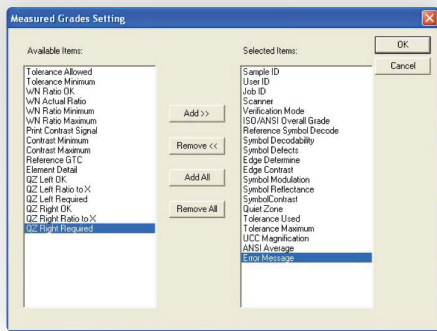 Measured Grades Setting
Available Items:
Tolerance Allowed
Tolerance Minimum
WN Ratio OK
WN Actual Ratio
WN Ratio Minimum
WN Ratio Maximum
Print Contrast Signal
Contrast Minimum
Contrast Maximum
Reference GTC
Element Detail
QZ Left OK
QZ Left Ratio to X
QZ Left Required
QZ Right OK
QZ Right Ratio to X
QZ Right Required
Add >>
Remove <<
Add All
Remove All
Selected Items:
Sample ID
User ID
Job ID
Scanner
Verification Mode
ISO/ANSI Overall Grade
Reference Symbol Decode
Symbol Decodability
Symbol Defects
Edge Determine
Edge Contrast
Symbol Modulation
Symbol Reflectance
SymbolContrast
Quiet Zone
Tolerance Used
Tolerance Maximum
UCC Magnification
ANSI Average
Error Message
OK
Cancel